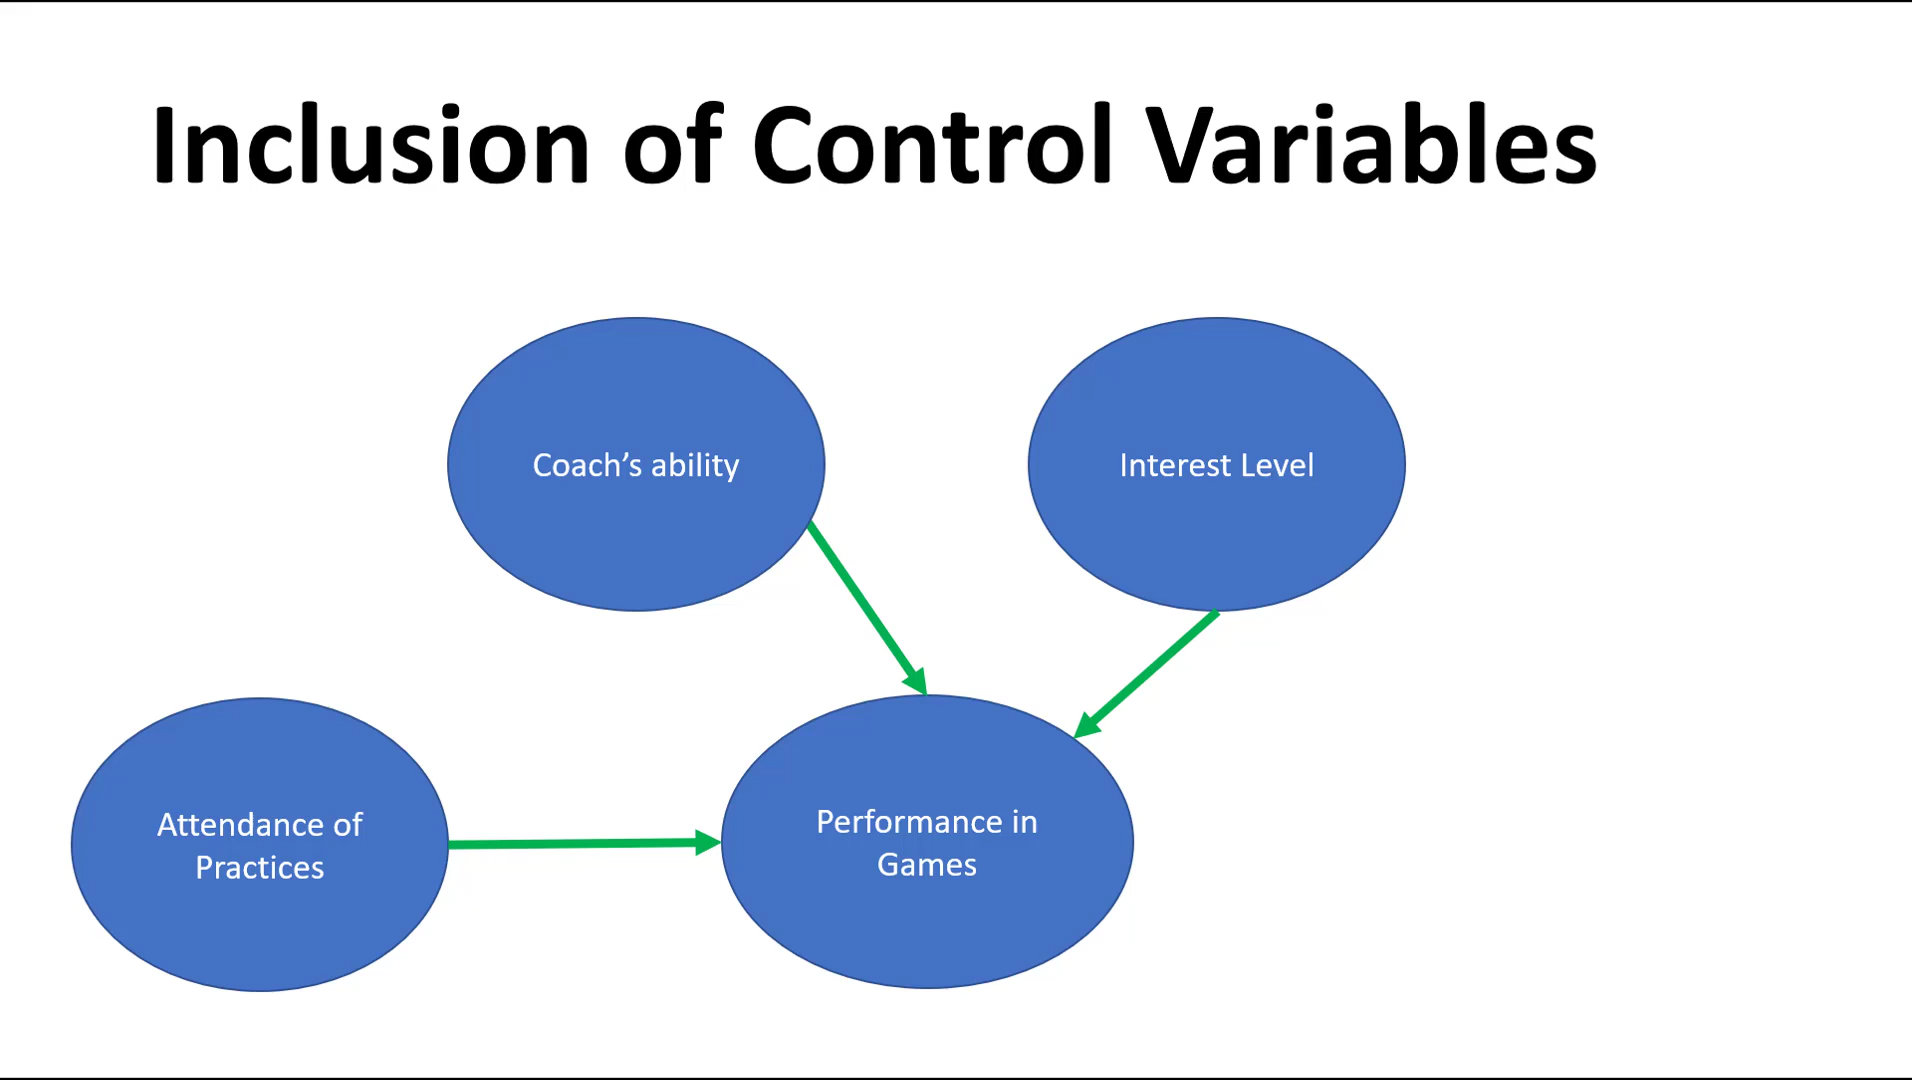 Inclusion of Control Variables
Coach’s ability
Interest Level
Attendance of
Practices
Performance in
Games